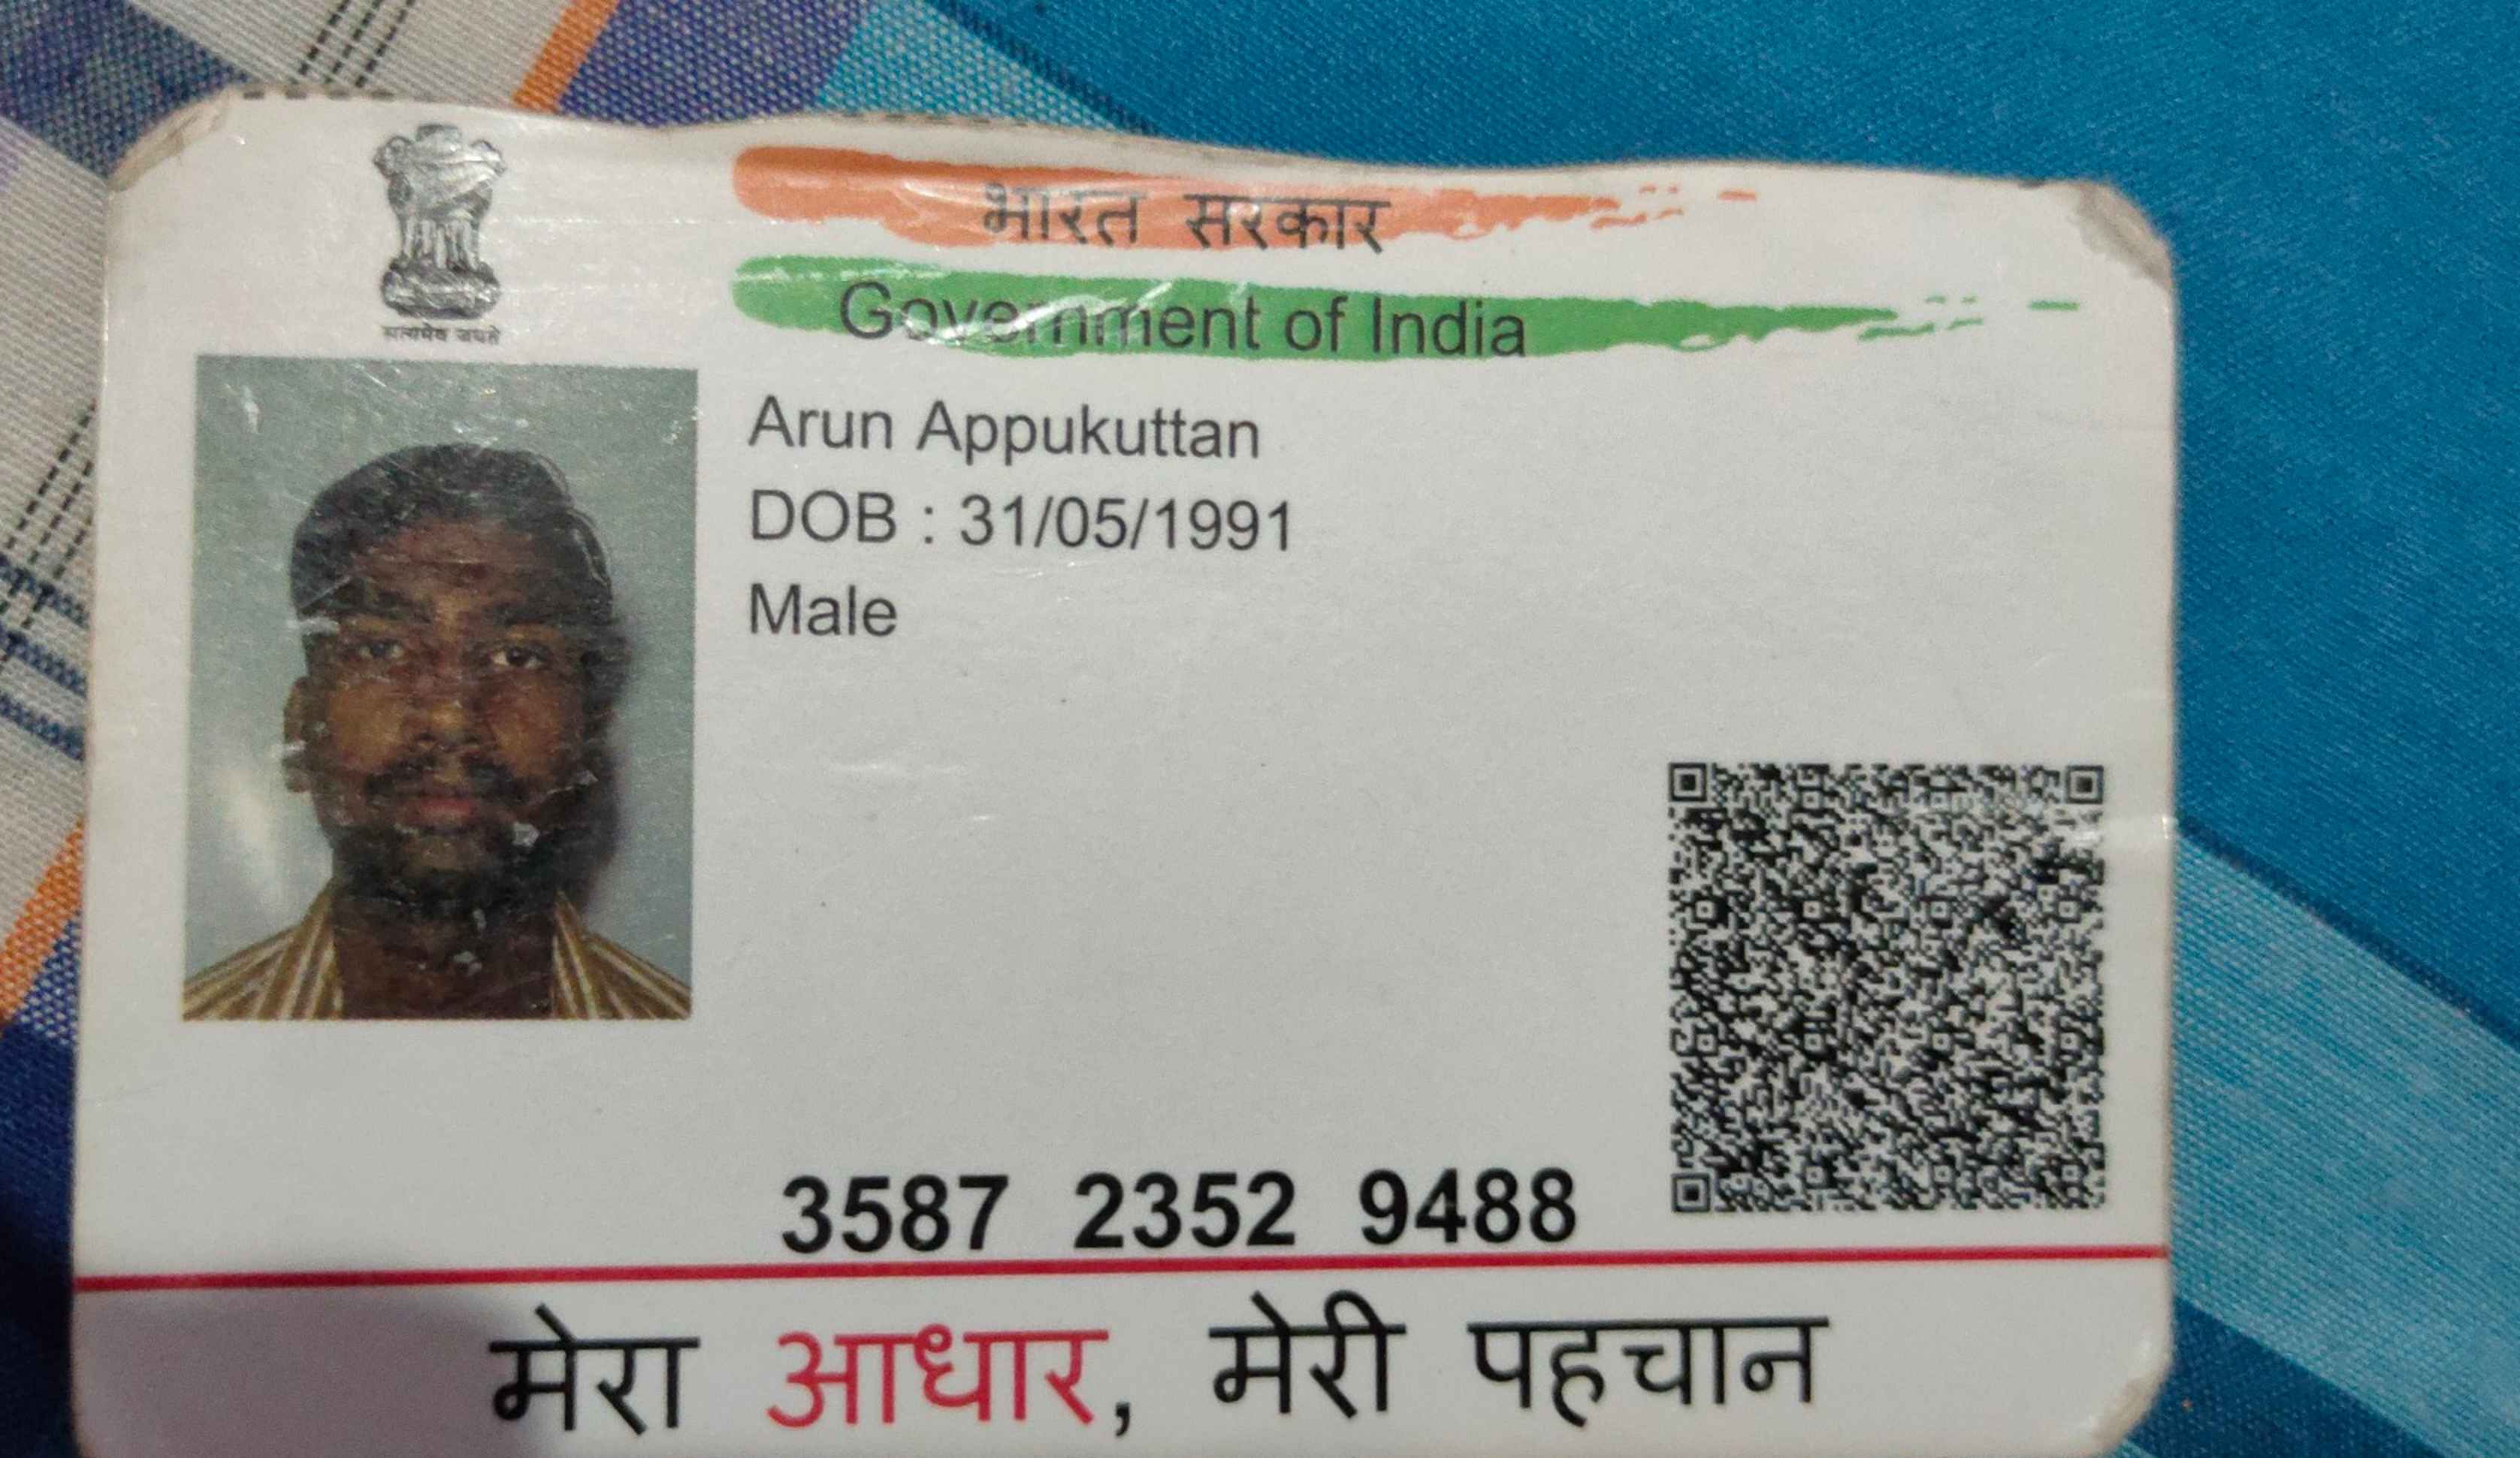 सत्यमेव जयते
भारत सरकार
Government of India
Arun Appukuttan
DOB : 31/05/1991
Male
3587 2352 9488
मेरा आधार, मेरी पहचान